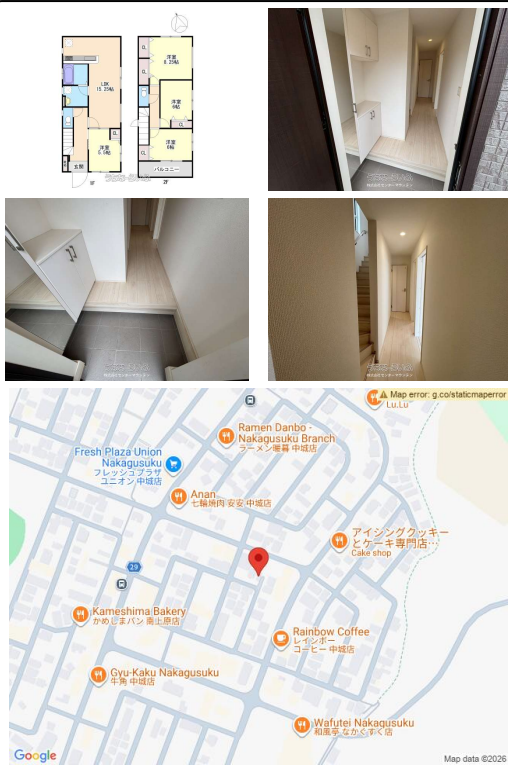 洋室
8.25帖
洋室
6帖
洋室
6帖
バルコニー
2F
LDK
15.25帖
洋室
5.5帖
玄関
1F
Map error: g.co/staticmaperror
Lu.Lu
Ramen Danbo -
Nakagusuku Branch
ラーメン暖暮 中城店
Fresh Plaza Union
Nakagusuku
フレッシュプラザ
ユニオン 中城店
Anan
七輪焼肉 安安 中城店
アイシングクッキー
とケーキ専門店…
Cake shop
29
Kameshima Bakery
かめしまパン 南上原店
Rainbow Coffee
レインボー
コーヒー 中城店
Gyu-Kaku Nakagusuku
牛角 中城店
Wafutei Nakagusuku
和風亭 なかぐすく店
Google
Map data ©2026